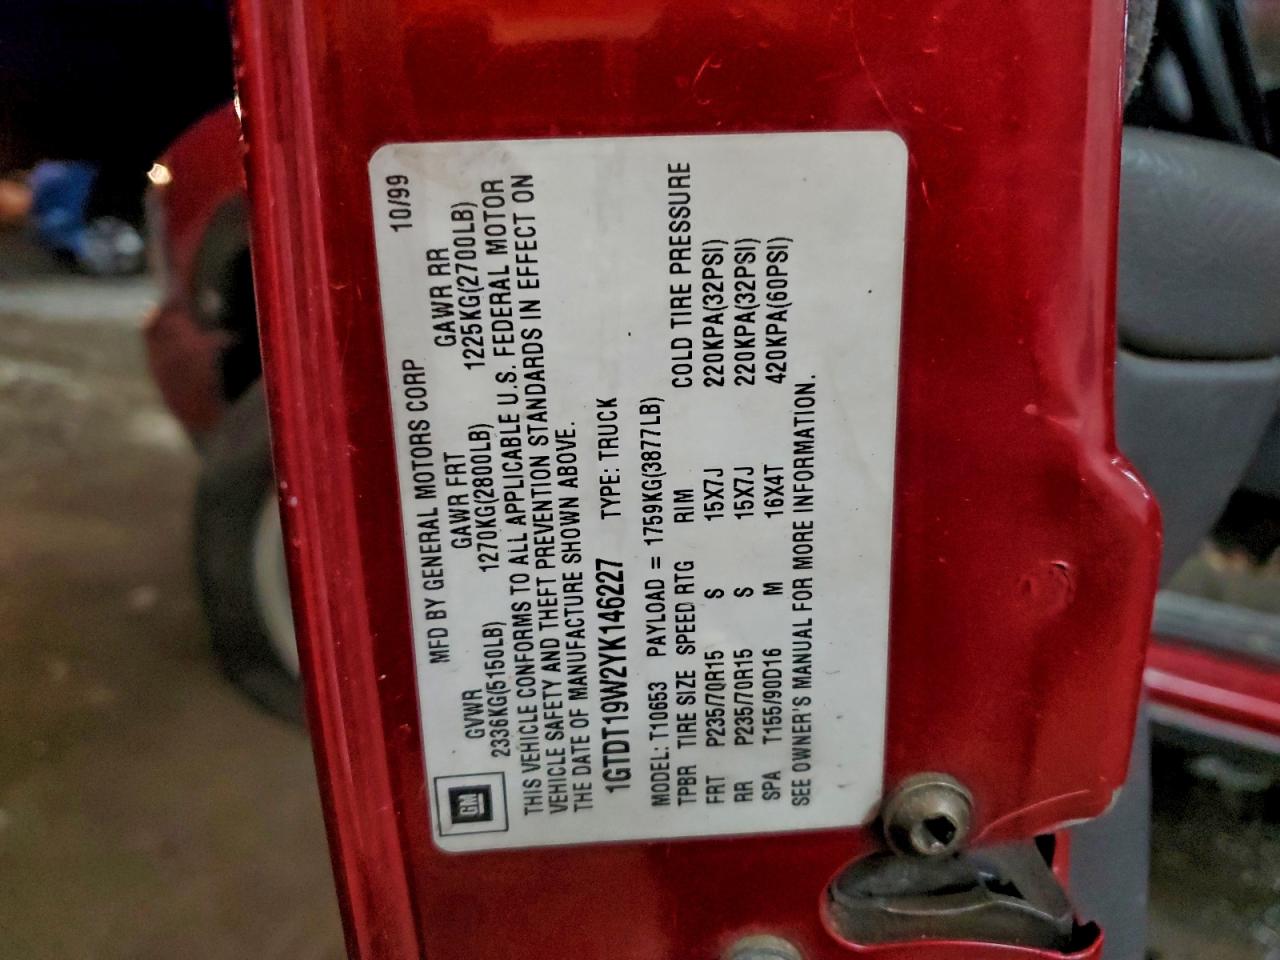 GM
MFD BY GENERAL MOTORS CORP 10/99
GVWR GAWR FRT GAWR RR
2336KG(5150LB) 1270KG(2800LB) 1225KG(2700LB)
THIS VEHICLE CONFORMS TO ALL APPLICABLE U.S. FEDERAL MOTOR
VEHICLE SAFETY AND THEFT PREVENTION STANDARDS IN EFFECT ON
THE DATE OF MANUFACTURE SHOWN ABOVE.
1GTDT19W2YK146227 TYPE: TRUCK
MODEL: T10653 PAYLOAD = 1759KG(3877LB)
TPBR TIRE SIZE SPEED RTG RIM COLD TIRE PRESSURE
FRT P235/70R15 S 15X7J 220KPA(32PSI)
RR P235/70R15 S 15X7J 220KPA(32PSI)
SPA T155/90D16 M 16X4T 420KPA(60PSI)
SEE OWNER'S MANUAL FOR MORE INFORMATION.